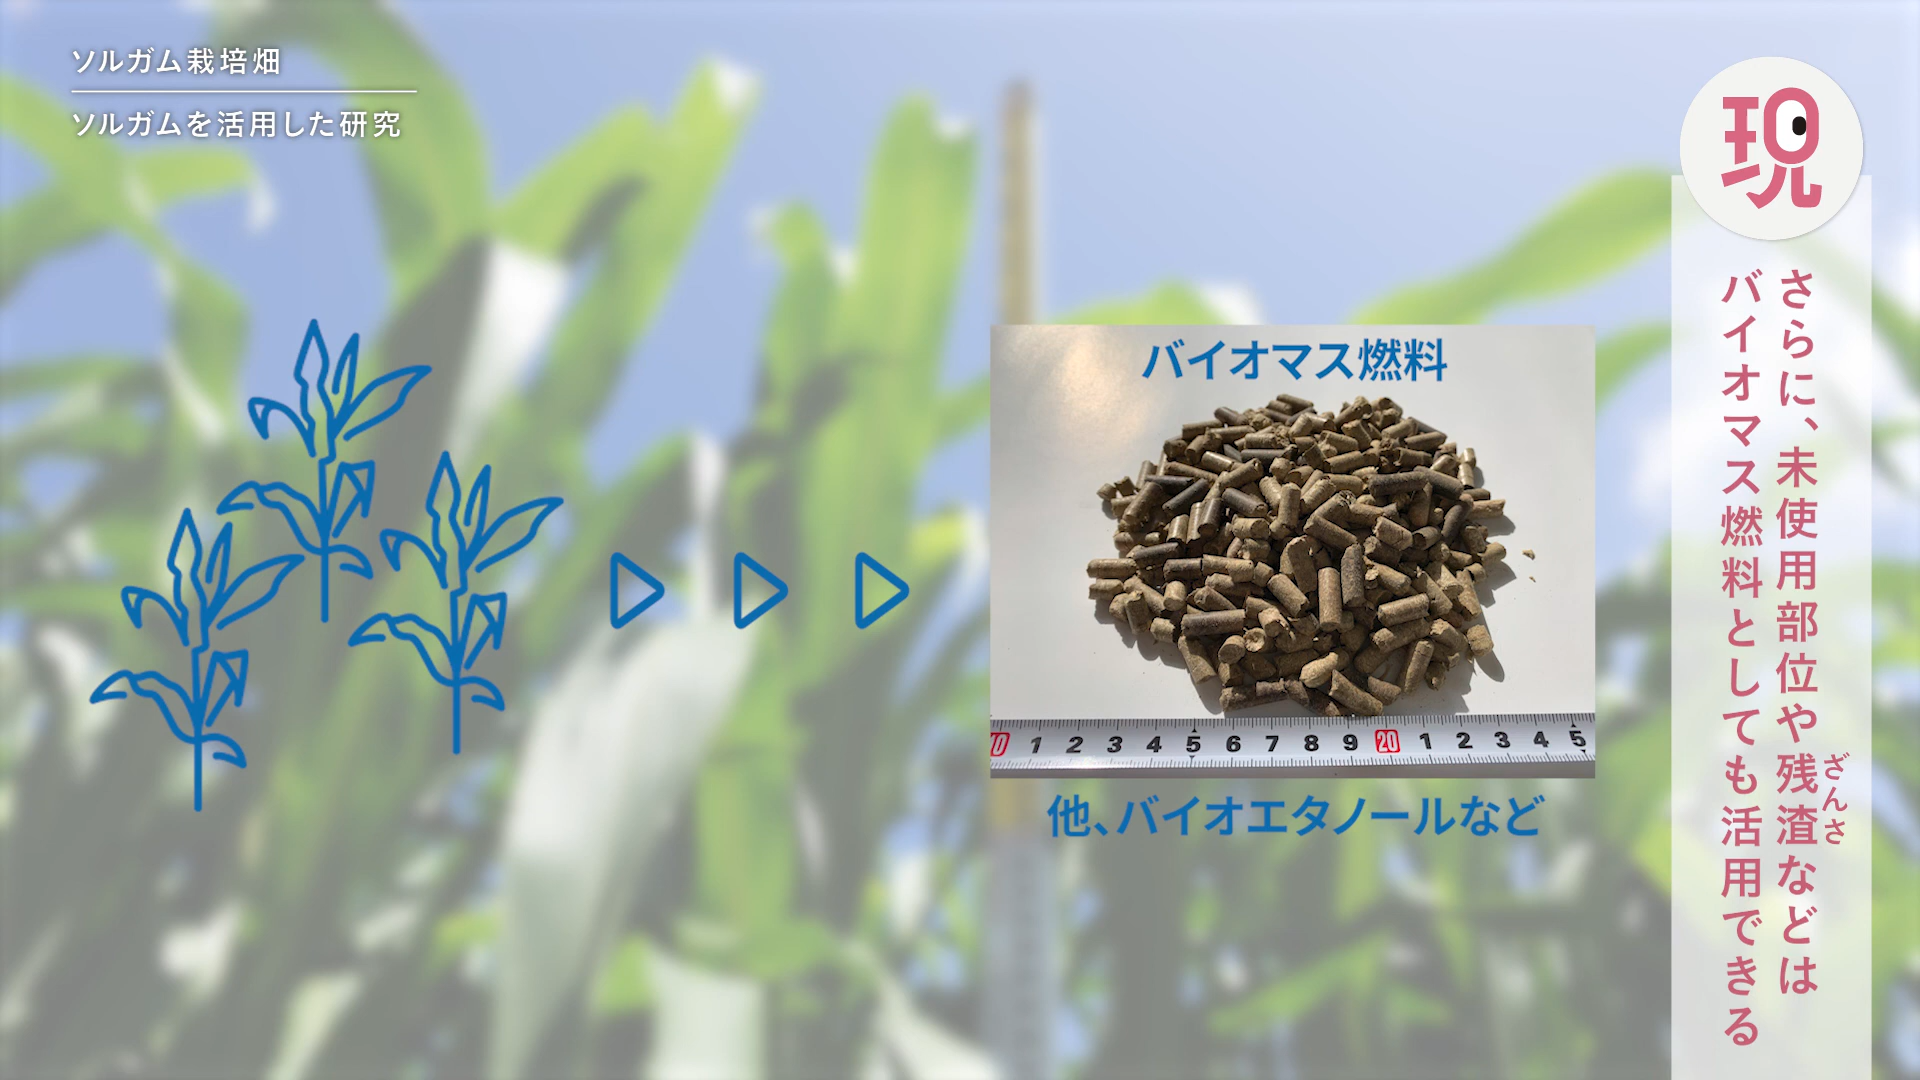 ソルガム栽培畑
ソルガムを活用した研究
現
さらに、未使用部位や残渣などは
ざんさ
バイオマス燃料としても活用できる
バイオマス燃料
10 1 2 3 4 5 6 7 8 9 20 1 2 3 4 5
他、バイオエタノールなど